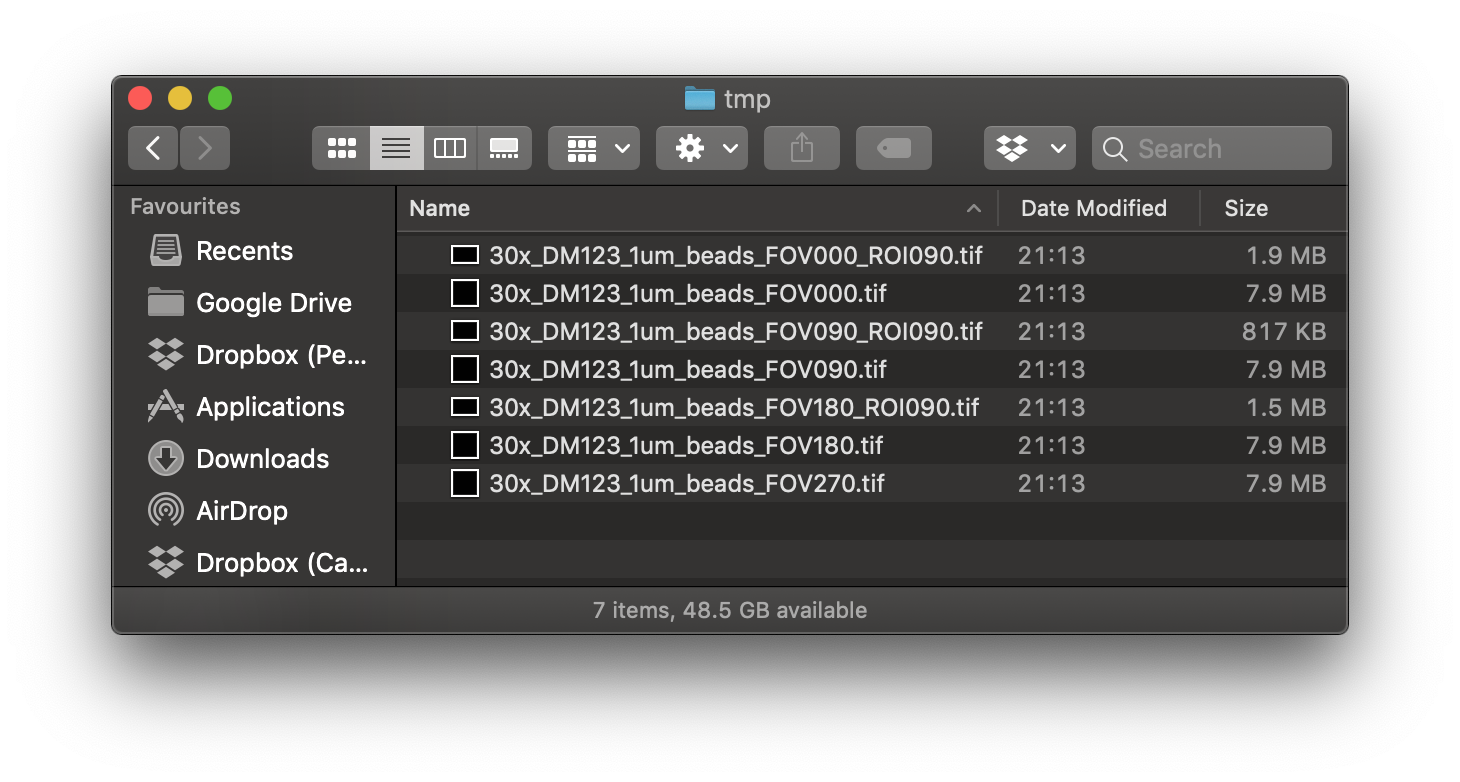 tmp
Search
Favourites
Recents
Google Drive
Dropbox (Pe...
Applications
Downloads
AirDrop
Dropbox (Ca...
Name Date Modified Size
30x_DM123_1um_beads_FOV000_ROI090.tif 21:13 1.9 MB
30x_DM123_1um_beads_FOV000.tif 21:13 7.9 MB
30x_DM123_1um_beads_FOV090_ROI090.tif 21:13 817 KB
30x_DM123_1um_beads_FOV090.tif 21:13 7.9 MB
30x_DM123_1um_beads_FOV180_ROI090.tif 21:13 1.5 MB
30x_DM123_1um_beads_FOV180.tif 21:13 7.9 MB
30x_DM123_1um_beads_FOV270.tif 21:13 7.9 MB
7 items, 48.5 GB available